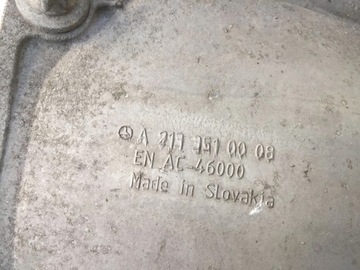 A 211 351 00 08
EN AC-46000
Made in Slovakia